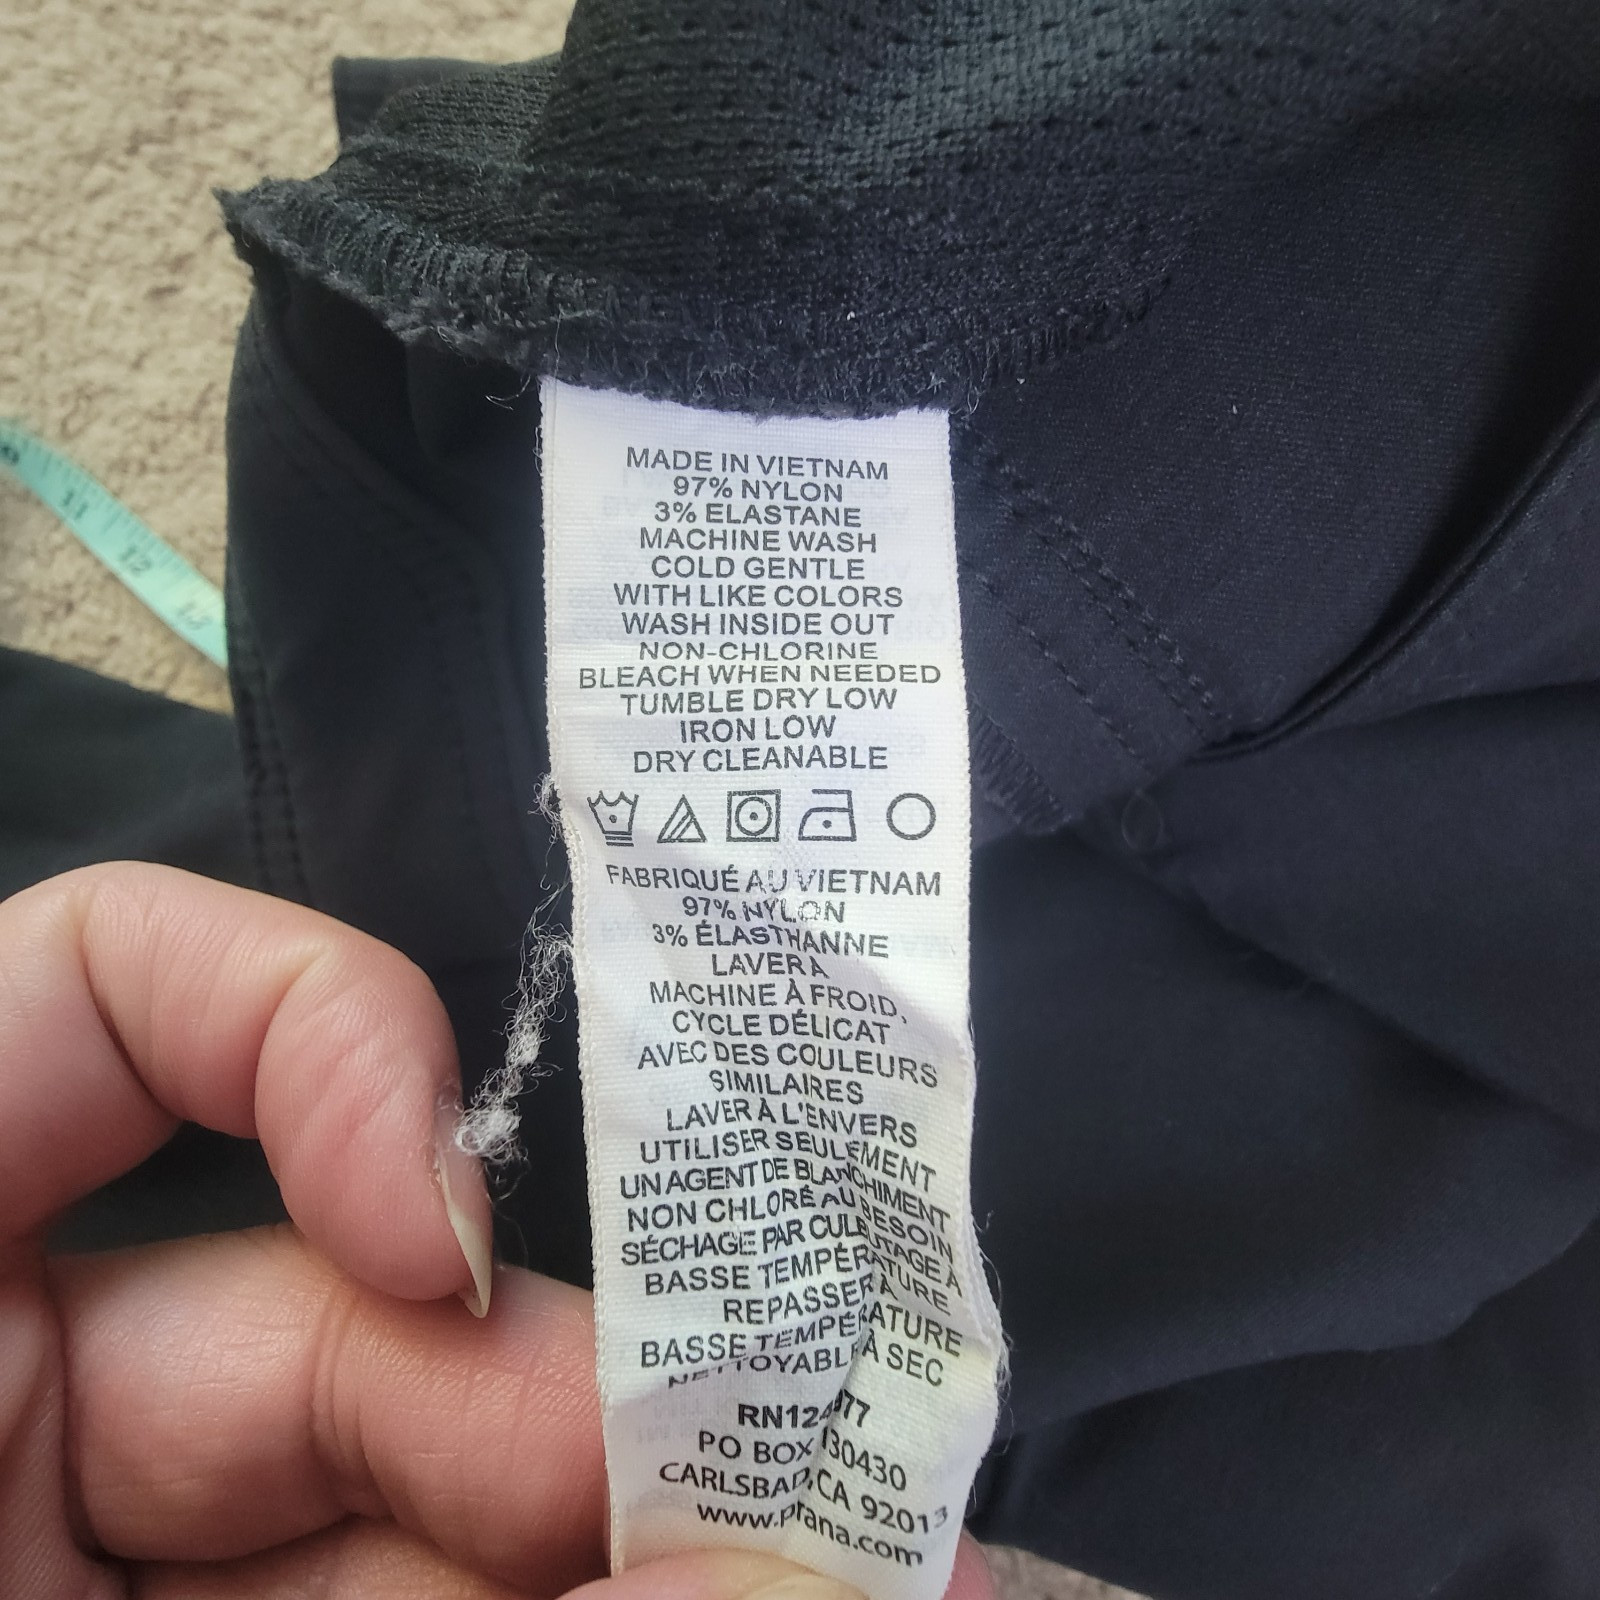 MADE IN VIETNAM
97% NYLON
3% ELASTANE
MACHINE WASH
COLD GENTLE
WITH LIKE COLORS
WASH INSIDE OUT
NON-CHLORINE
BLEACH WHEN NEEDED
TUMBLE DRY LOW
IRON LOW
DRY CLEANABLE
FABRIQUÉ AU VIETNAM
97% NYLON
3% ÉLASTHANNE
LAVER À
MACHINE À FROID,
CYCLE DÉLICAT
AVEC DES COULEURS
SIMILAIRES
LAVER À L'ENVERS
UTILISER SEULEMENT
UN AGENT DE BLANCHIMENT
NON CHLORÉ AU BESOIN
SÉCHAGE PAR CULBUTAGE À
BASSE TEMPÉRATURE
REPASSER À
BASSE TEMPÉRATURE
NETTOYABLE À SEC
PO BOX 130430
CARLSBAD, CA 92013
www.prana.com
11
12